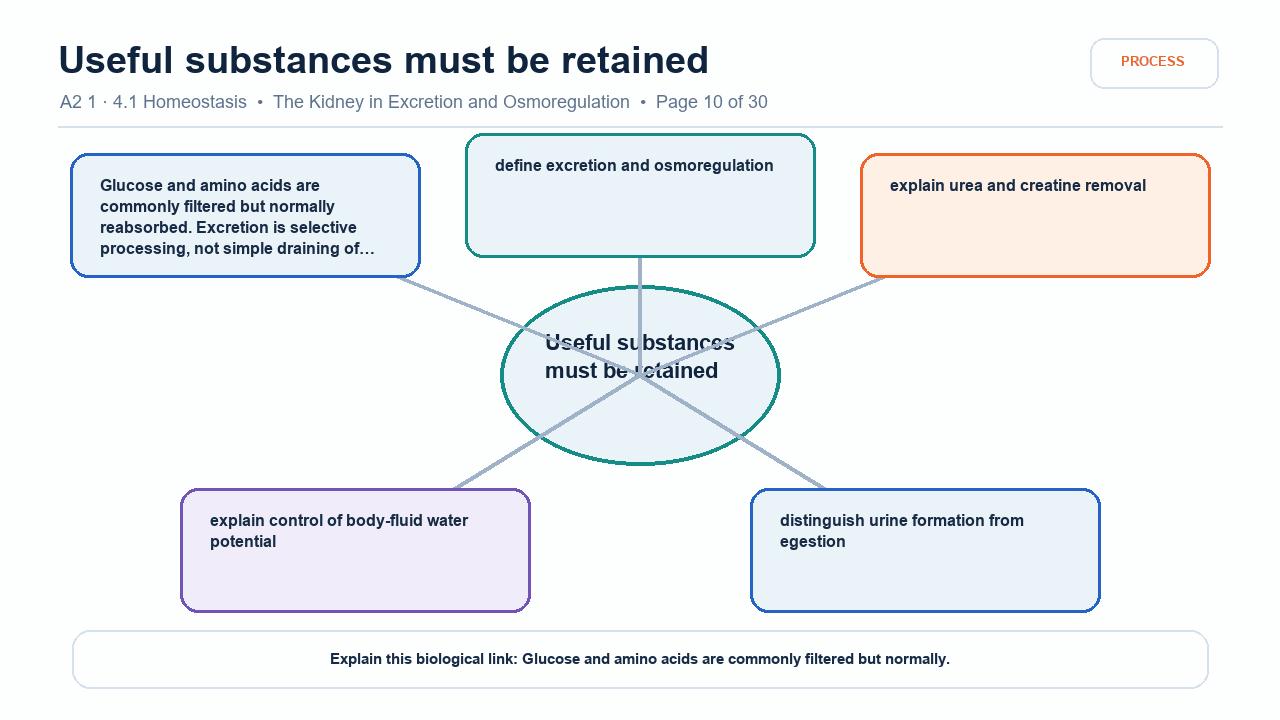 Useful substances must be retained
PROCESS
A2 1 · 4.1 Homeostasis • The Kidney in Excretion and Osmoregulation • Page 10 of 30
Glucose and amino acids are
commonly filtered but normally
reabsorbed. Excretion is selective
processing, not simple draining of…
define excretion and osmoregulation
explain urea and creatine removal
Useful substances
must be retained
explain control of body-fluid water
potential
distinguish urine formation from
egestion
Explain this biological link: Glucose and amino acids are commonly filtered but normally.